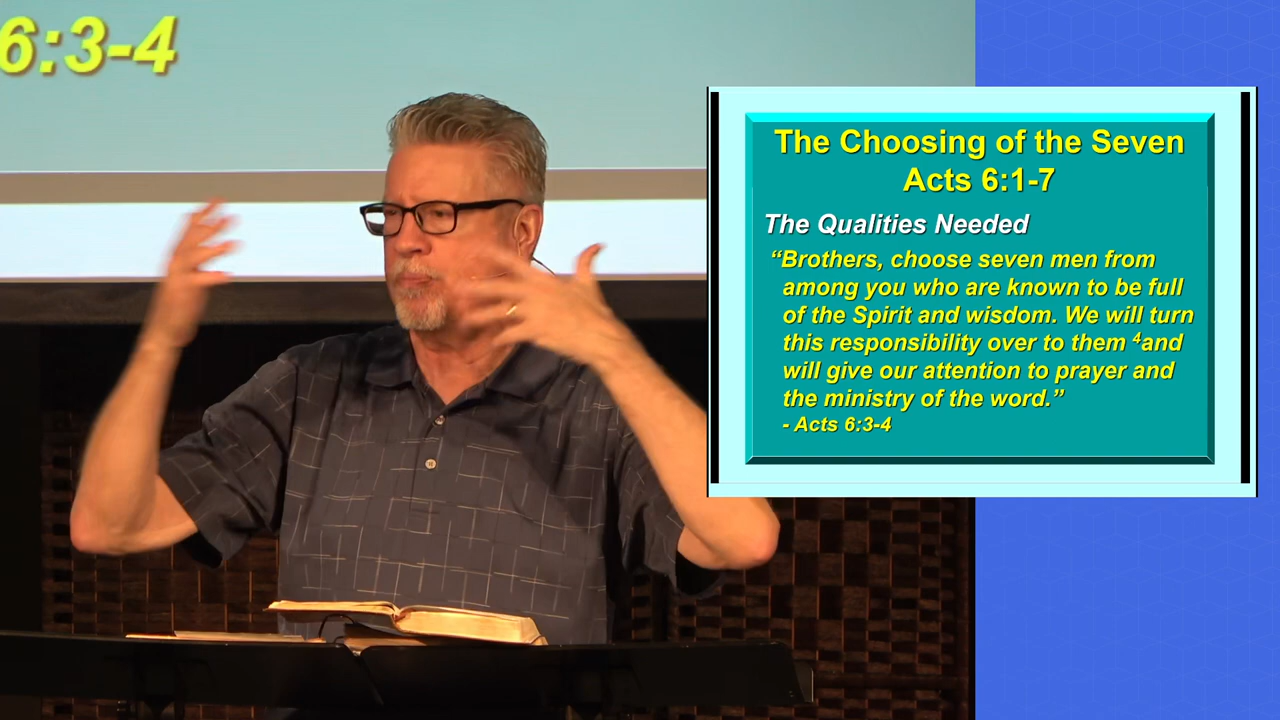 6:3-4
The Choosing of the Seven
Acts 6:1-7
The Qualities Needed
“Brothers, choose seven men from
among you who are known to be full
of the Spirit and wisdom. We will turn
this responsibility over to them ⁴and
will give our attention to prayer and
the ministry of the word.”
- Acts 6:3-4